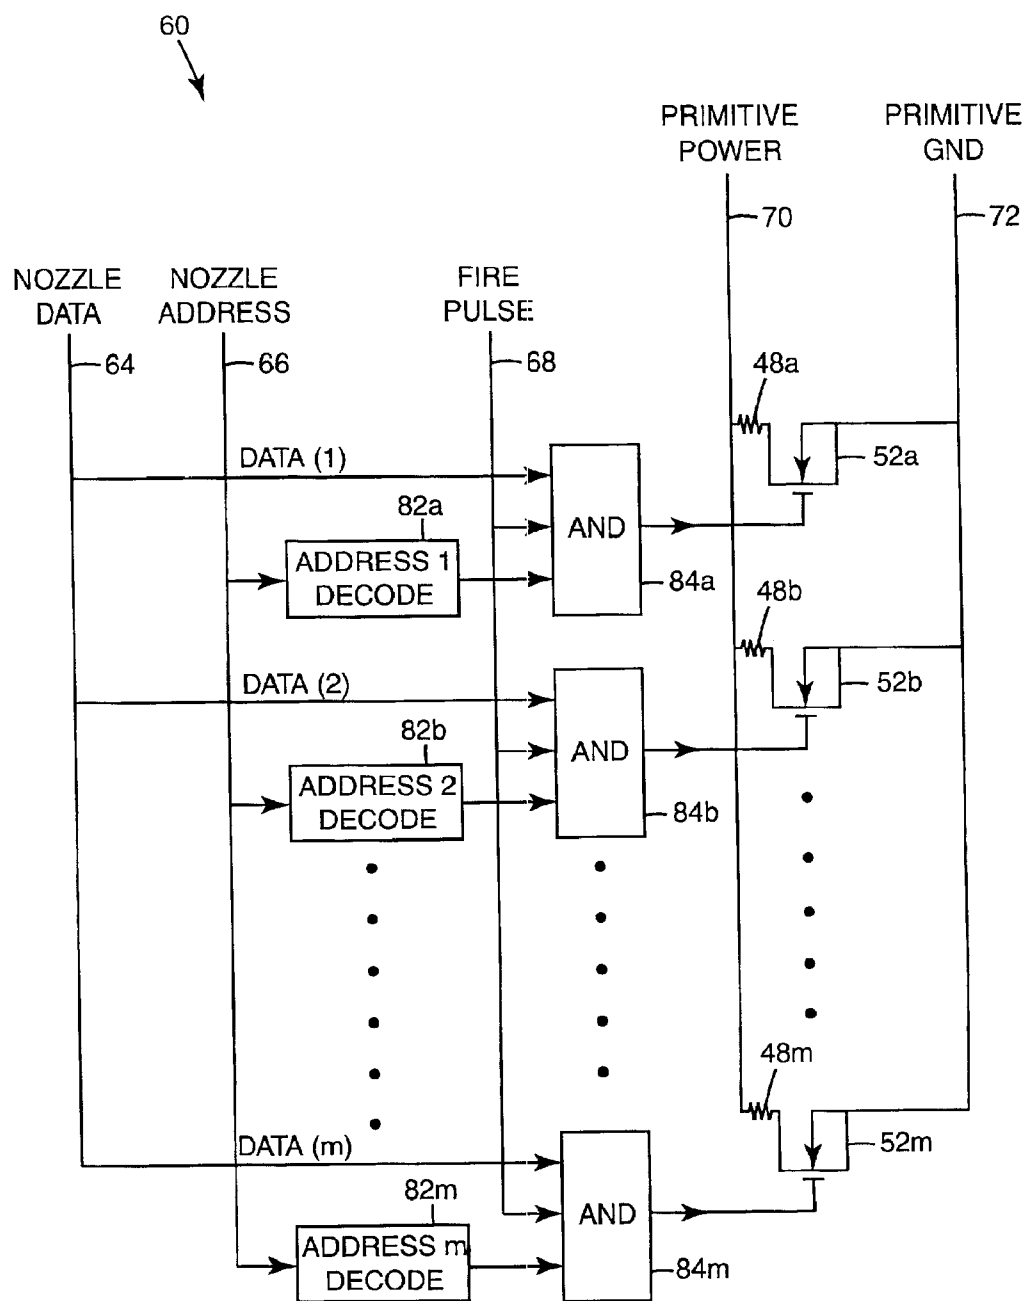 60
PRIMITIVE
POWER
PRIMITIVE
GND
70
72
NOZZLE
DATA
NOZZLE
ADDRESS
FIRE
PULSE
64
66
68
48a
52a
DATA (1)
82a
ADDRESS 1
DECODE
AND
84a
48b
52b
DATA (2)
82b
ADDRESS 2
DECODE
AND
84b
48m
52m
DATA (m)
82m
ADDRESS m
DECODE
AND
84m